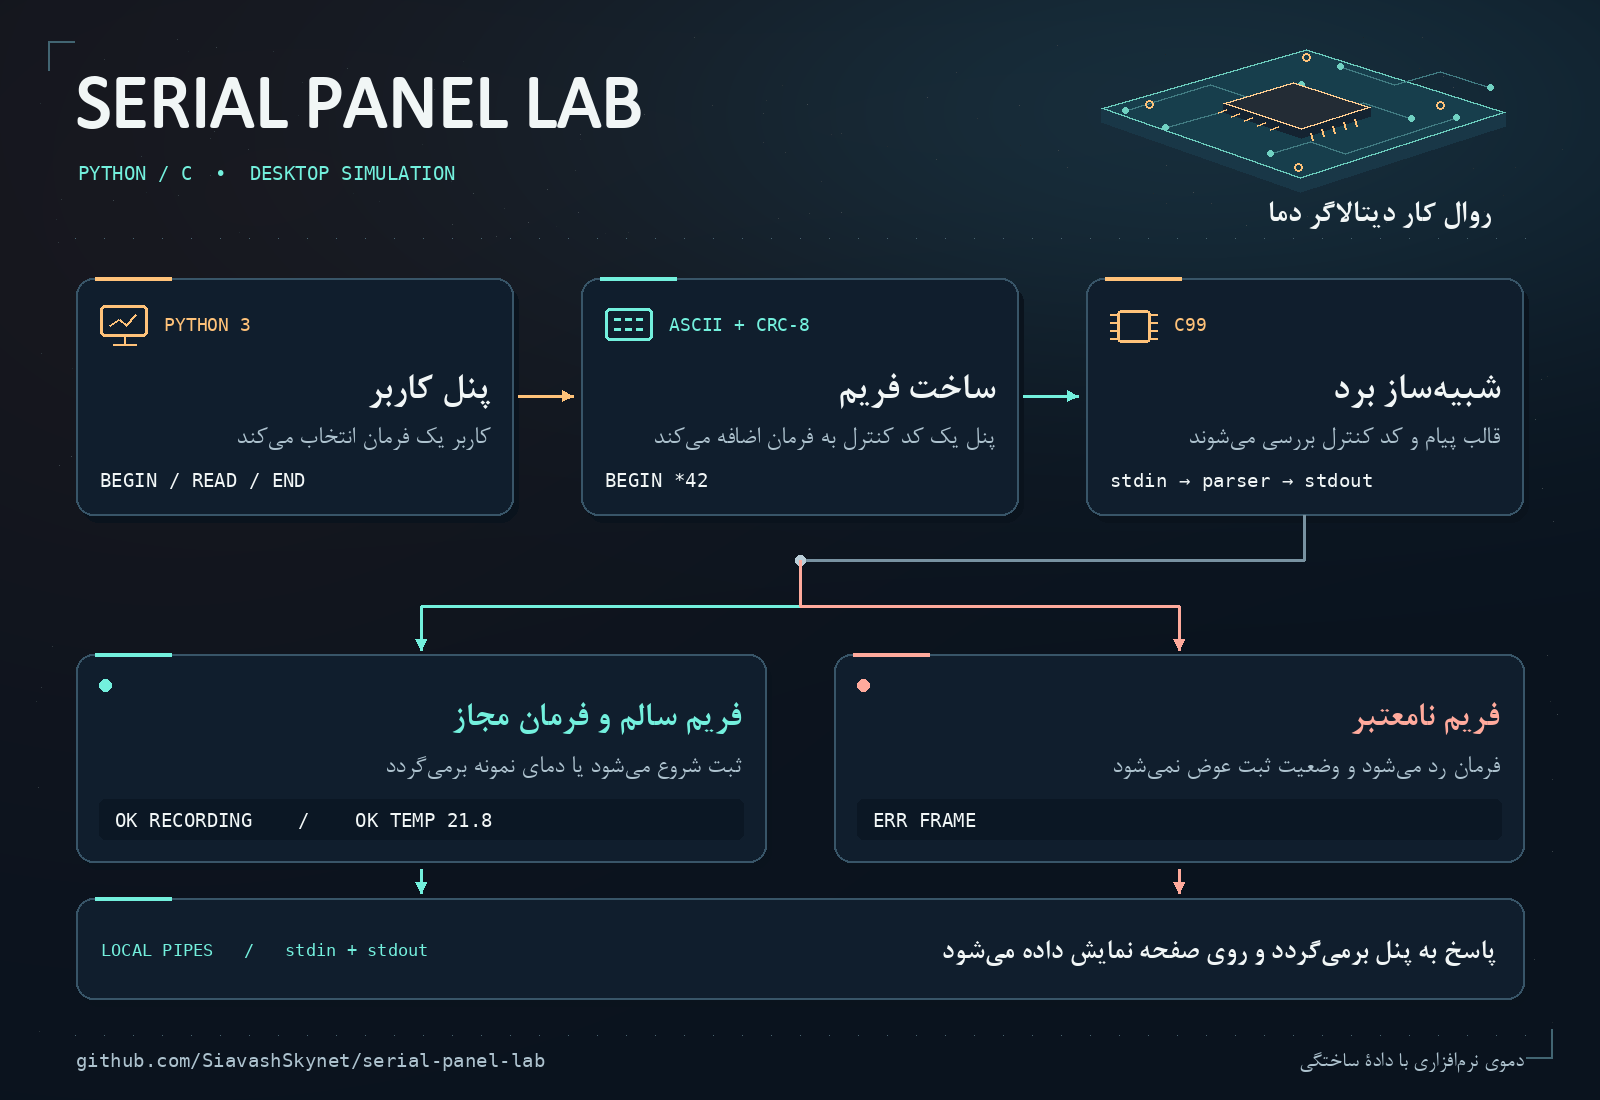 SERIAL PANEL LAB
PYTHON / C • DESKTOP SIMULATION
روال کار دیتالاگر دما
PYTHON 3
پنل کاربر
کاربر یک فرمان انتخاب می‌کند
BEGIN / READ / END
ASCII + CRC-8
ساخت فریم
پنل یک کد کنترل به فرمان اضافه می‌کند
BEGIN *42
C99
شبیه‌ساز برد
قالب پیام و کد کنترل بررسی می‌شوند
stdin → parser → stdout
فریم سالم و فرمان مجاز
ثبت شروع می‌شود یا دمای نمونه برمی‌گردد
OK RECORDING / OK TEMP 21.8
فریم نامعتبر
فرمان رد می‌شود و وضعیت ثبت عوض نمی‌شود
ERR FRAME
LOCAL PIPES / stdin + stdout
پاسخ به پنل برمی‌گردد و روی صفحه نمایش داده می‌شود
github.com/SiavashSkynet/serial-panel-lab
دموی نرم‌افزاری با دادهٔ ساختگی